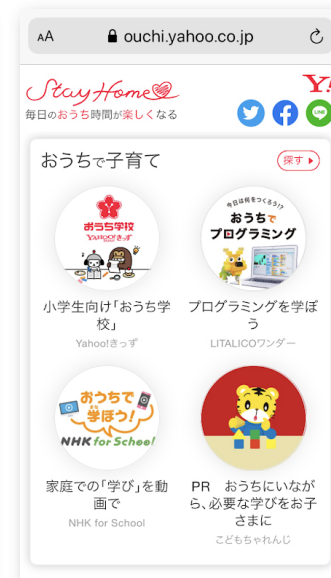 AA ouchi.yahoo.co.jp
Stay Home
Y!
毎日のおうち時間が楽しくなる
LINE
おうちで子育て
探す
おうち学校
YAHOO!きっず
今日は何をつくろう!?
おうちで
プログラミング
小学生向け「おうち学
校」
Yahoo!きっず
プログラミングを学ぼ
う
LITALICOワンダー
おうちで
学ぼう!
NHK for School
家庭での「学び」を動
画で
NHK for School
PR おうちにいなが
ら、必要な学びをお子
さまに
こどもちゃれんじ